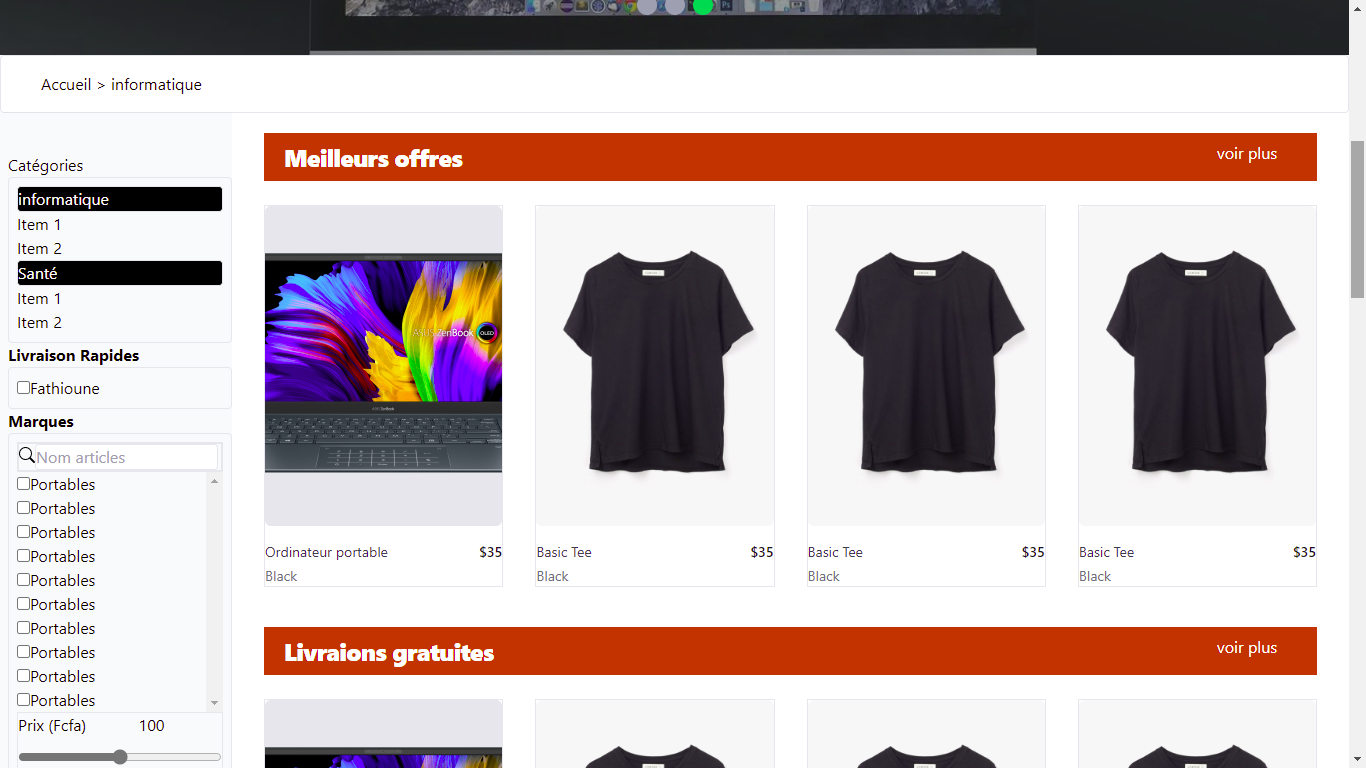 Accueil > informatique
Catégories
informatique
Item 1
Item 2
Santé
Item 1
Item 2
Livraison Rapides
Fathioune
Marques
Nom articles
Portables
Portables
Portables
Portables
Portables
Portables
Portables
Portables
Portables
Portables
Prix (Fcfa) 100
Meilleurs offres voir plus
ASUS ZenBook OLED
Ordinateur portable $35
Black
Basic Tee $35
Black
Basic Tee $35
Black
Basic Tee $35
Black
Livraions gratuites voir plus